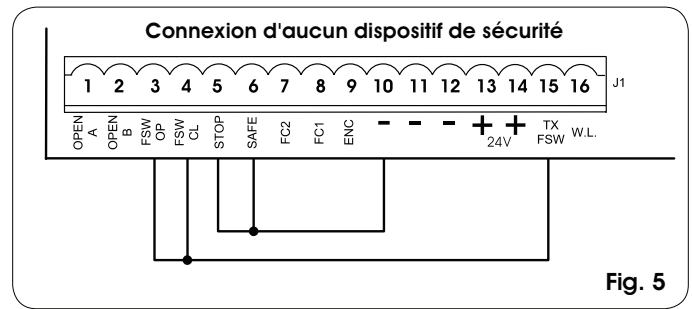 Connexion d'aucun dispositif de sécurité
1 2 3 4 5 6 7 8 9 10 11 12 13 14 15 16 J1
OPEN A
OPEN B
FSW OP
FSW CL
STOP
SAFE
FC2
FC1
ENC
- - - + +
24V
TX FSW
W.L.
Fig. 5